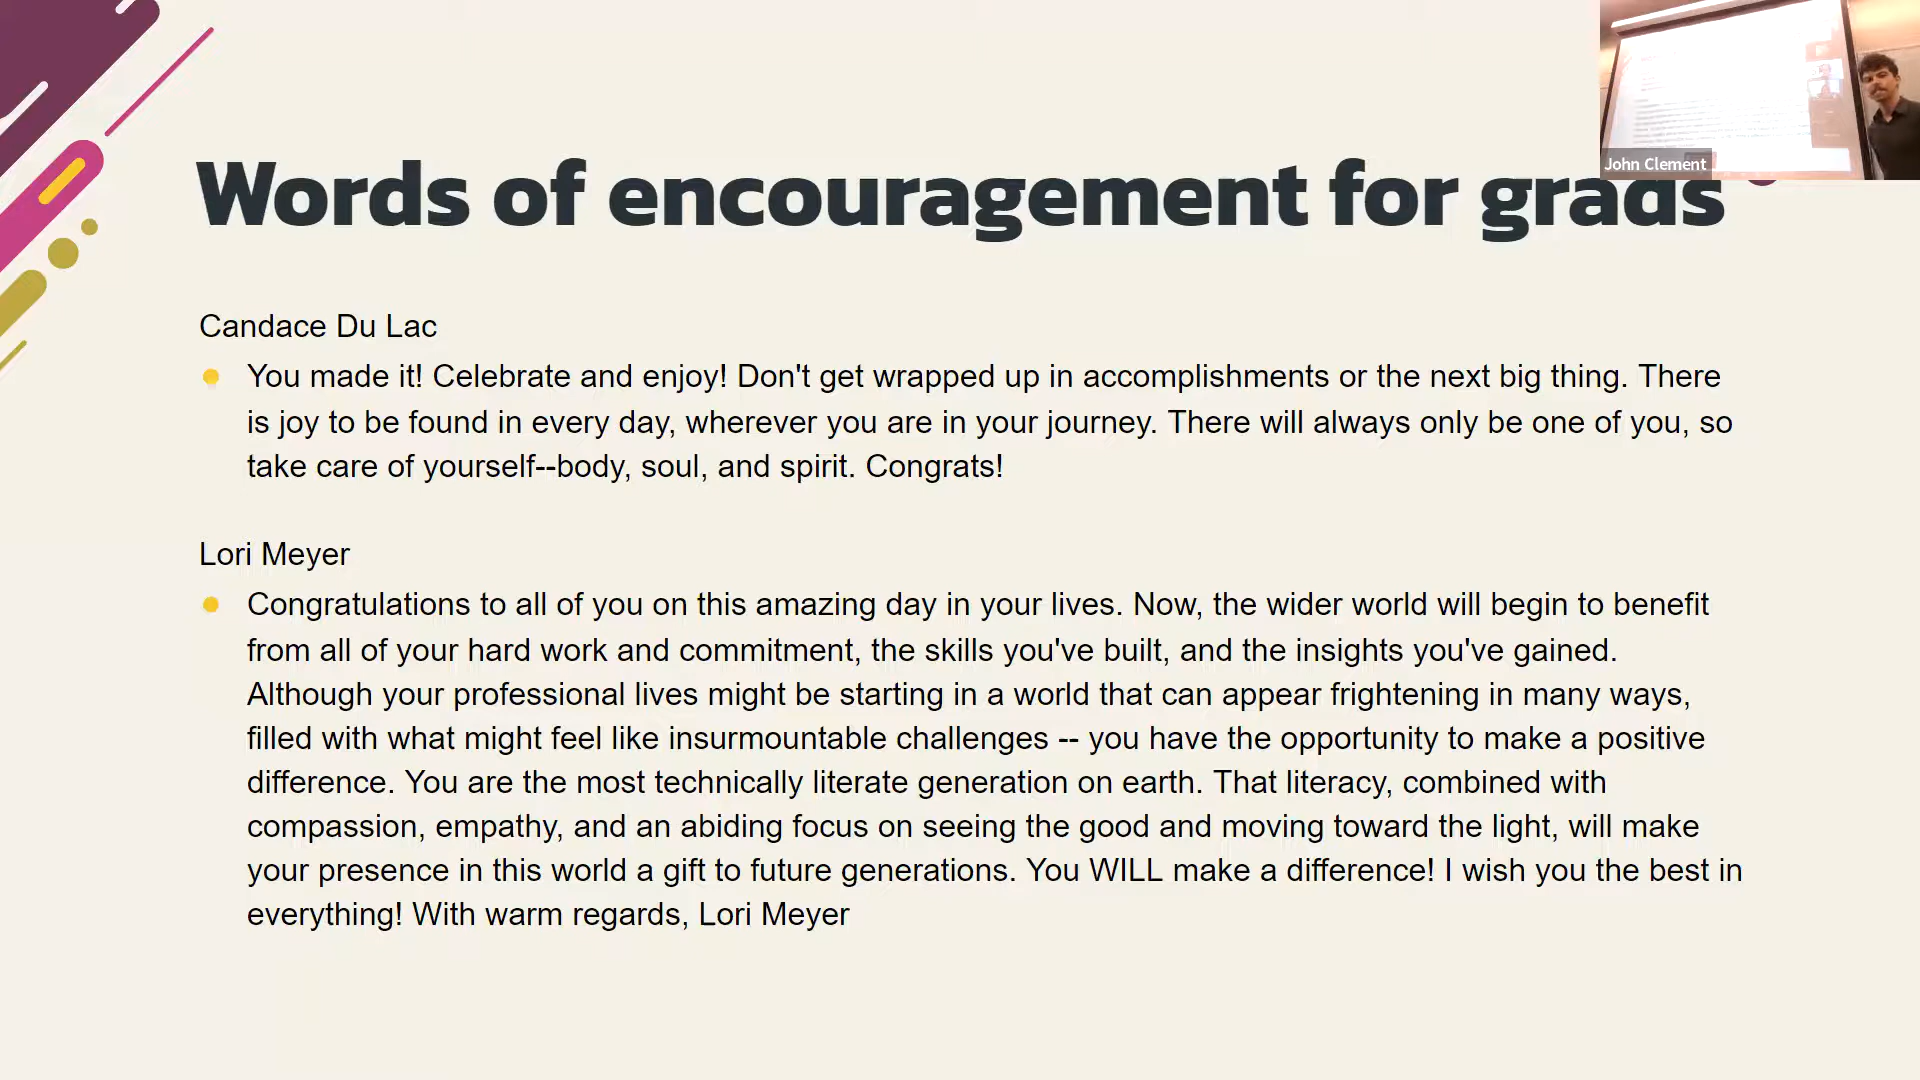 Words of encouragement for grads
John Clement
Candace Du Lac
You made it! Celebrate and enjoy! Don't get wrapped up in accomplishments or the next big thing. There
is joy to be found in every day, wherever you are in your journey. There will always only be one of you, so
take care of yourself--body, soul, and spirit. Congrats!
Lori Meyer
Congratulations to all of you on this amazing day in your lives. Now, the wider world will begin to benefit
from all of your hard work and commitment, the skills you've built, and the insights you've gained.
Although your professional lives might be starting in a world that can appear frightening in many ways,
filled with what might feel like insurmountable challenges -- you have the opportunity to make a positive
difference. You are the most technically literate generation on earth. That literacy, combined with
compassion, empathy, and an abiding focus on seeing the good and moving toward the light, will make
your presence in this world a gift to future generations. You WILL make a difference! I wish you the best in
everything! With warm regards, Lori Meyer